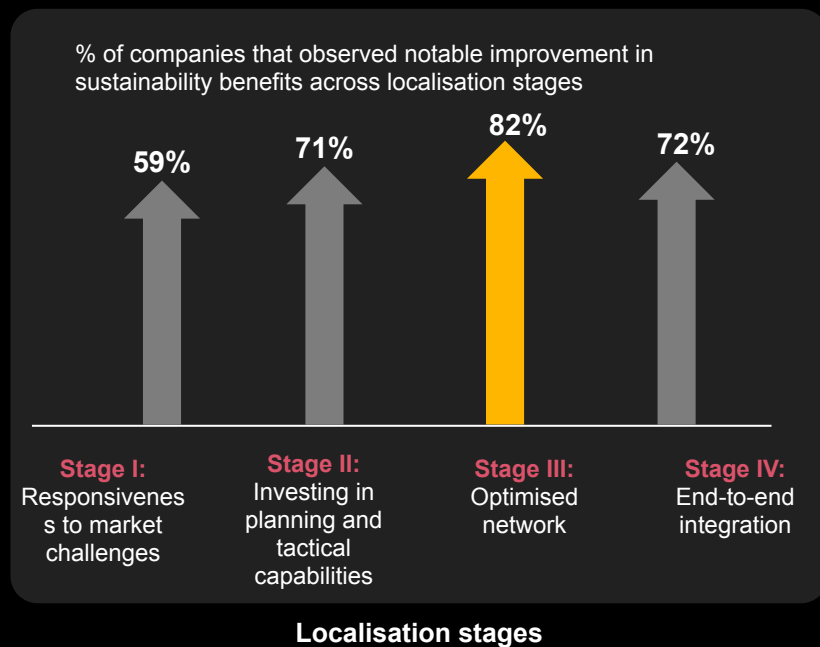 % of companies that observed notable improvement in
sustainability benefits across localisation stages
59%
71%
82%
72%
Stage I:
Responsivenes
s to market
challenges
Stage II:
Investing in
planning and
tactical
capabilities
Stage III:
Optimised
network
Stage IV:
End-to-end
integration
Localisation stages